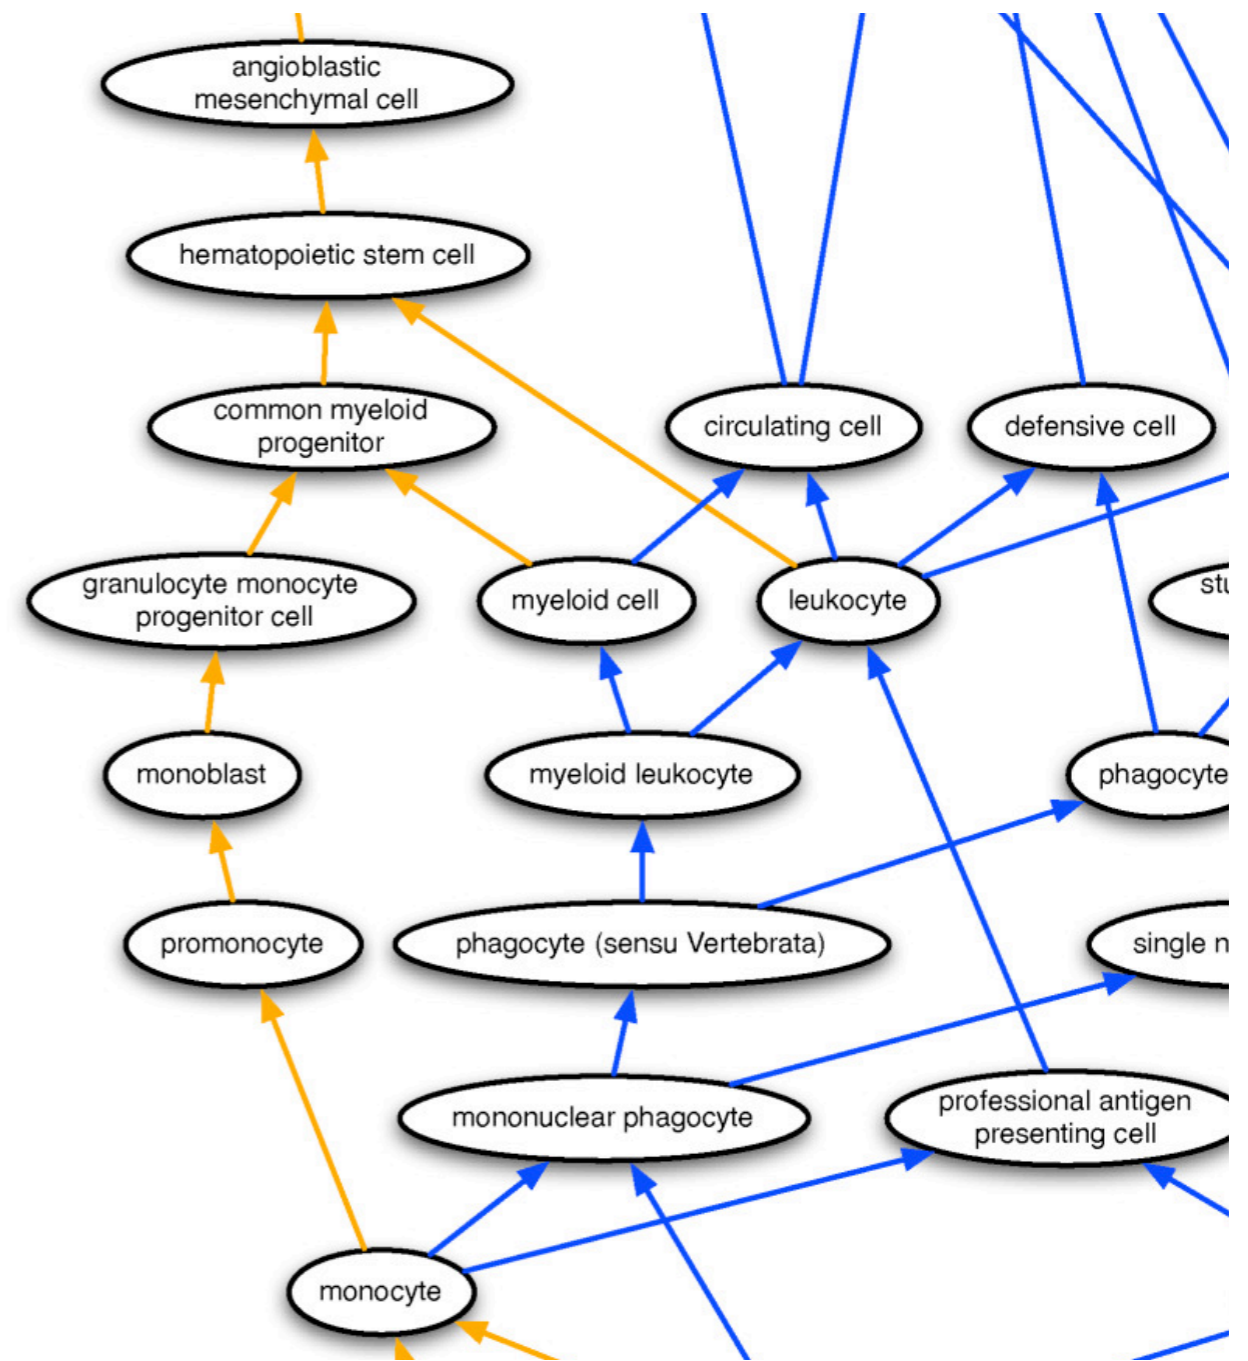 angioblastic
mesenchymal cell
hematopoietic stem cell
common myeloid
progenitor
circulating cell
defensive cell
granulocyte monocyte
progenitor cell
myeloid cell
leukocyte
monoblast
myeloid leukocyte
phagocyte
promonocyte
phagocyte (sensu Vertebrata)
single
mononuclear phagocyte
professional antigen
presenting cell
monocyte